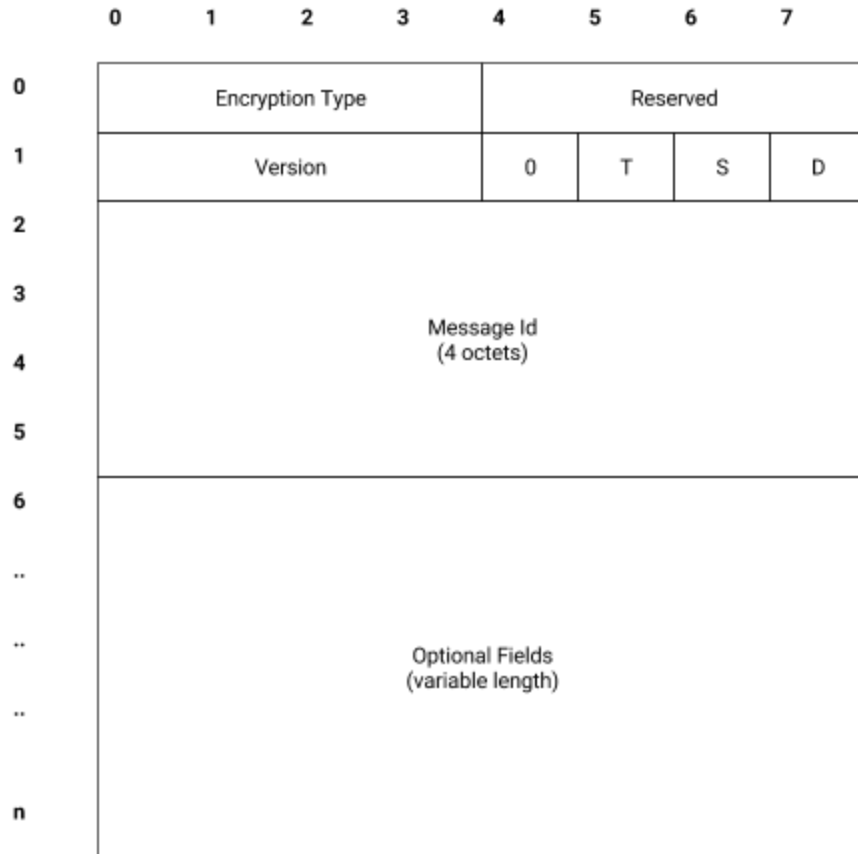 0 1 2 3 4 5 6 7
0 Encryption Type Reserved
1 Version 0 T S D
2
3
Message Id
(4 octets)
4
5
6
..
..
Optional Fields
(variable length)
..
n